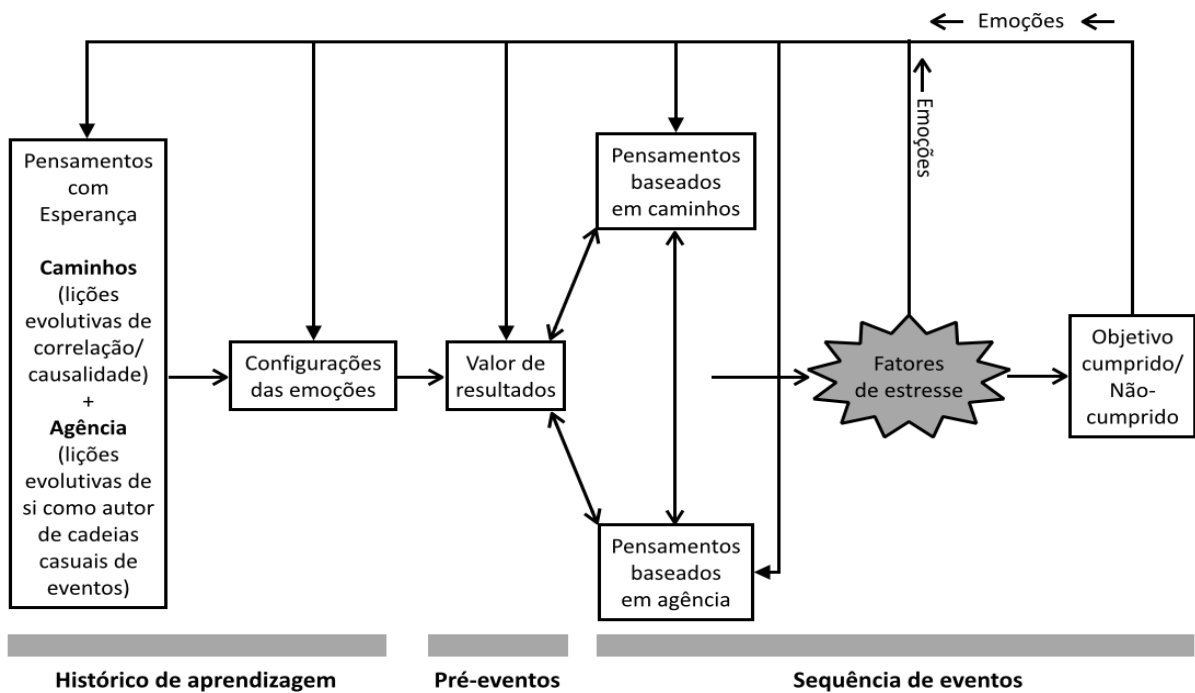 Emoções
Emoções
Pensamentos
com
Esperança
Caminhos
(lições
evolutivas de
correlação/
causalidade)
+
Agência
(lições
evolutivas de
si como autor
de cadeias
casuais de
eventos)
Configurações
das emoções
Valor de
resultados
Pensamentos
baseados
em caminhos
Pensamentos
baseados
em agência
Fatores
de estresse
Objetivo
cumprido/
Não-
cumprido
Histórico de aprendizagem
Pré-eventos
Sequência de eventos